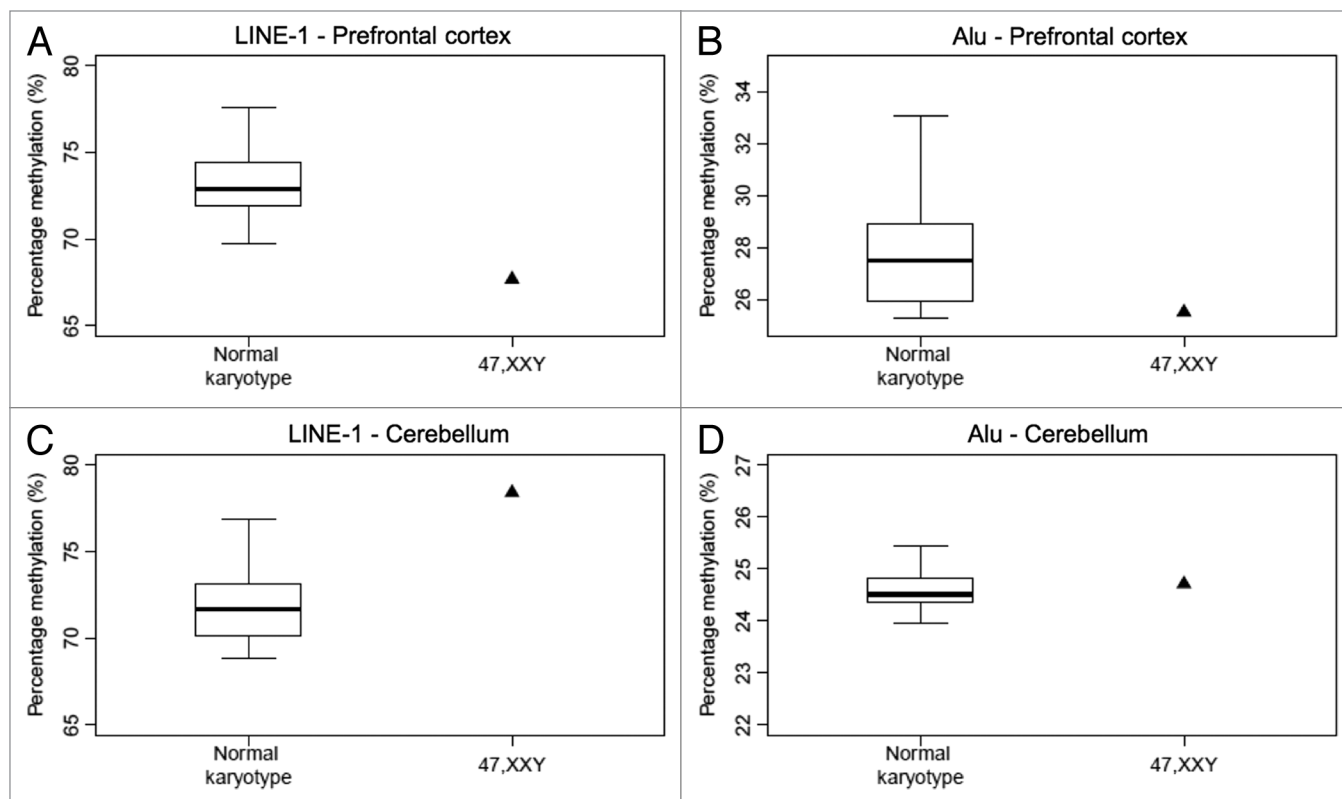 A
LINE-1 - Prefrontal cortex
Percentage methylation (%)
80
75
70
65
Normal
karyotype
47,XXY
B
Alu - Prefrontal cortex
Percentage methylation (%)
34
32
30
28
26
Normal
karyotype
47,XXY
C
LINE-1 - Cerebellum
Percentage methylation (%)
80
75
70
65
Normal
karyotype
47,XXY
D
Alu - Cerebellum
Percentage methylation (%)
27
26
25
24
23
22
Normal
karyotype
47,XXY